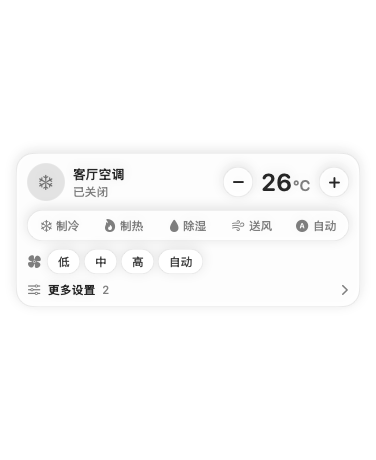 客厅空调
已关闭
− 26°C +
制冷 制热 除湿 送风 A 自动
低 中 高 自动
更多设置 2